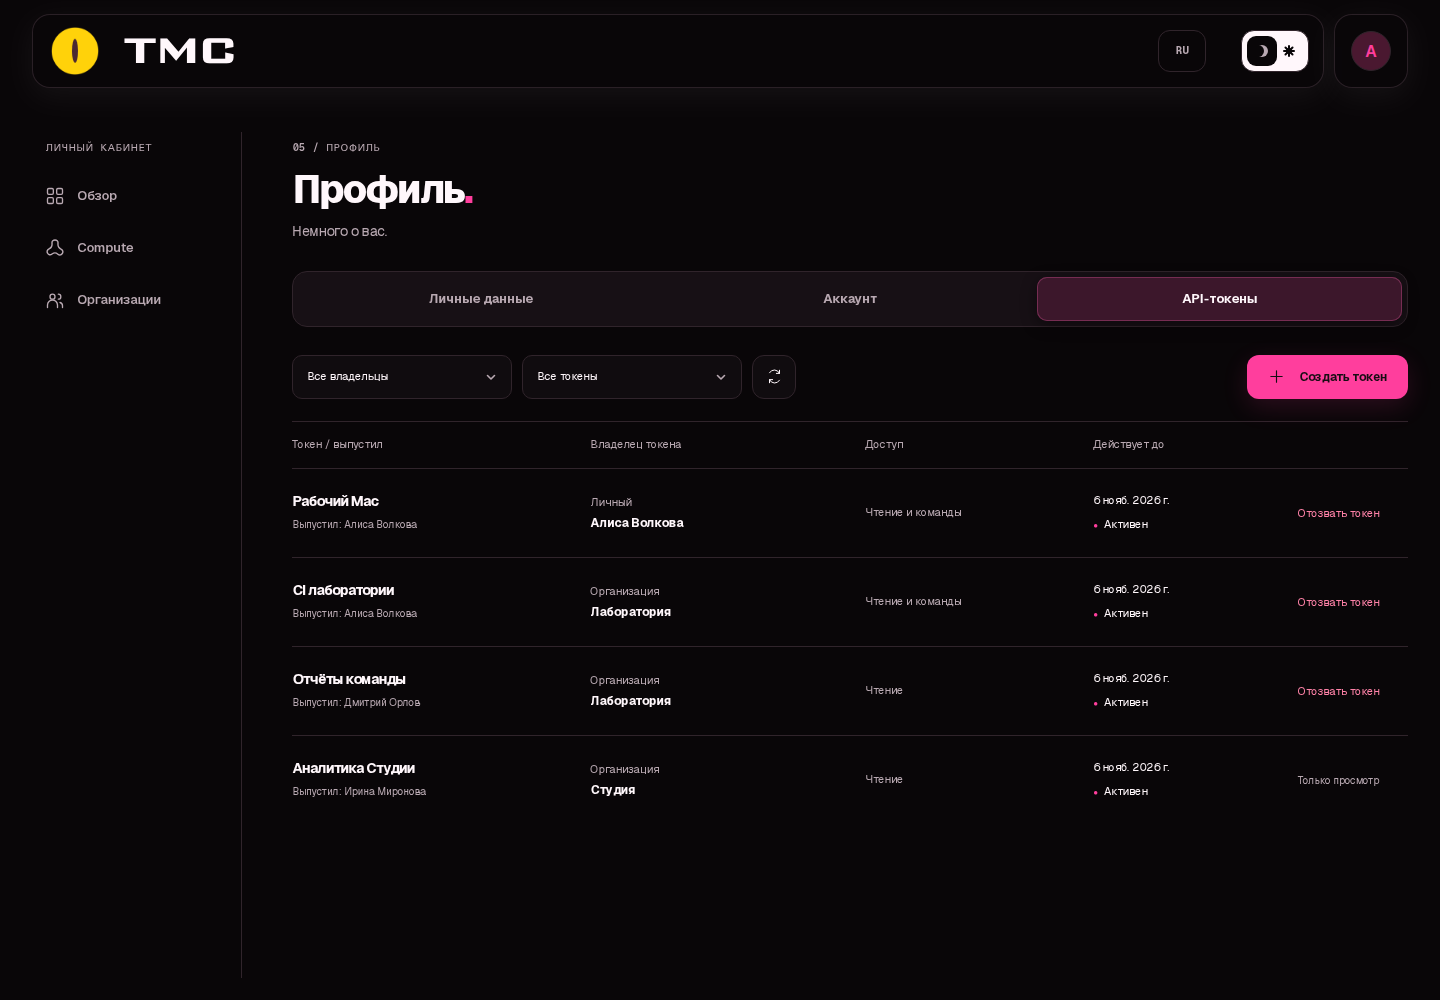 TMC
RU
A
ЛИЧНЫЙ КАБИНЕТ
Обзор
Compute
Организации
05 / ПРОФИЛЬ
Профиль.
Немного о вас.
Личные данные
Аккаунт
API-токены
Все владельцы
Все токены
Создать токен
Токен / выпустил
Владелец токена
Доступ
Действует до
Рабочий Mac
Выпустил: Алиса Волкова
Личный
Алиса Волкова
Чтение и команды
6 нояб. 2026 г.
Активен
Отозвать токен
CI лаборатории
Выпустил: Алиса Волкова
Организация
Лаборатория
Чтение и команды
6 нояб. 2026 г.
Активен
Отозвать токен
Отчёты команды
Выпустил: Дмитрий Орлов
Организация
Лаборатория
Чтение
6 нояб. 2026 г.
Активен
Отозвать токен
Аналитика Студии
Выпустил: Ирина Миронова
Организация
Студия
Чтение
6 нояб. 2026 г.
Активен
Только просмотр